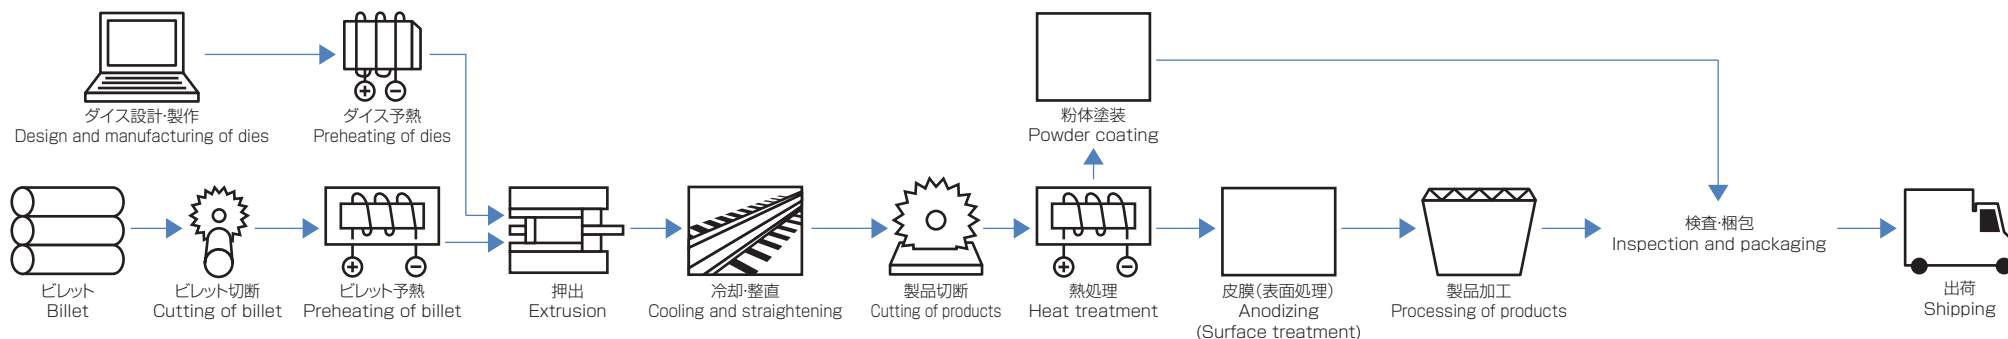 ダイス設計・製作
Design and manufacturing of dies
ダイス予熱
Preheating of dies
粉体塗装
Powder coating
ビレット
Billet
ビレット切断
Cutting of billet
ビレット予熱
Preheating of billet
押出
Extrusion
冷却・整直
Cooling and straightening
製品切断
Cutting of products
熱処理
Heat treatment
皮膜(表面処理)
Anodizing
(Surface treatment)
製品加工
Processing of products
検査・梱包
Inspection and packaging
出荷
Shipping